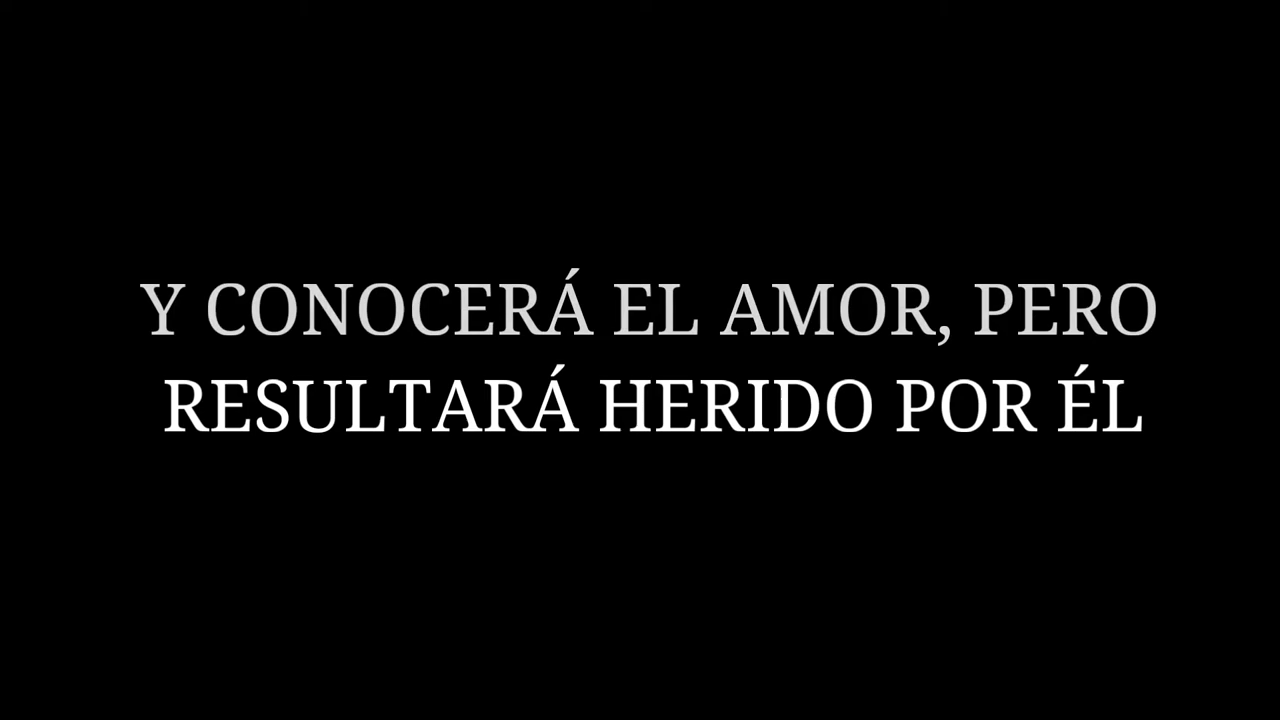 Y CONOCERÁ EL AMOR, PERO
RESULTARÁ HERIDO POR ÉL